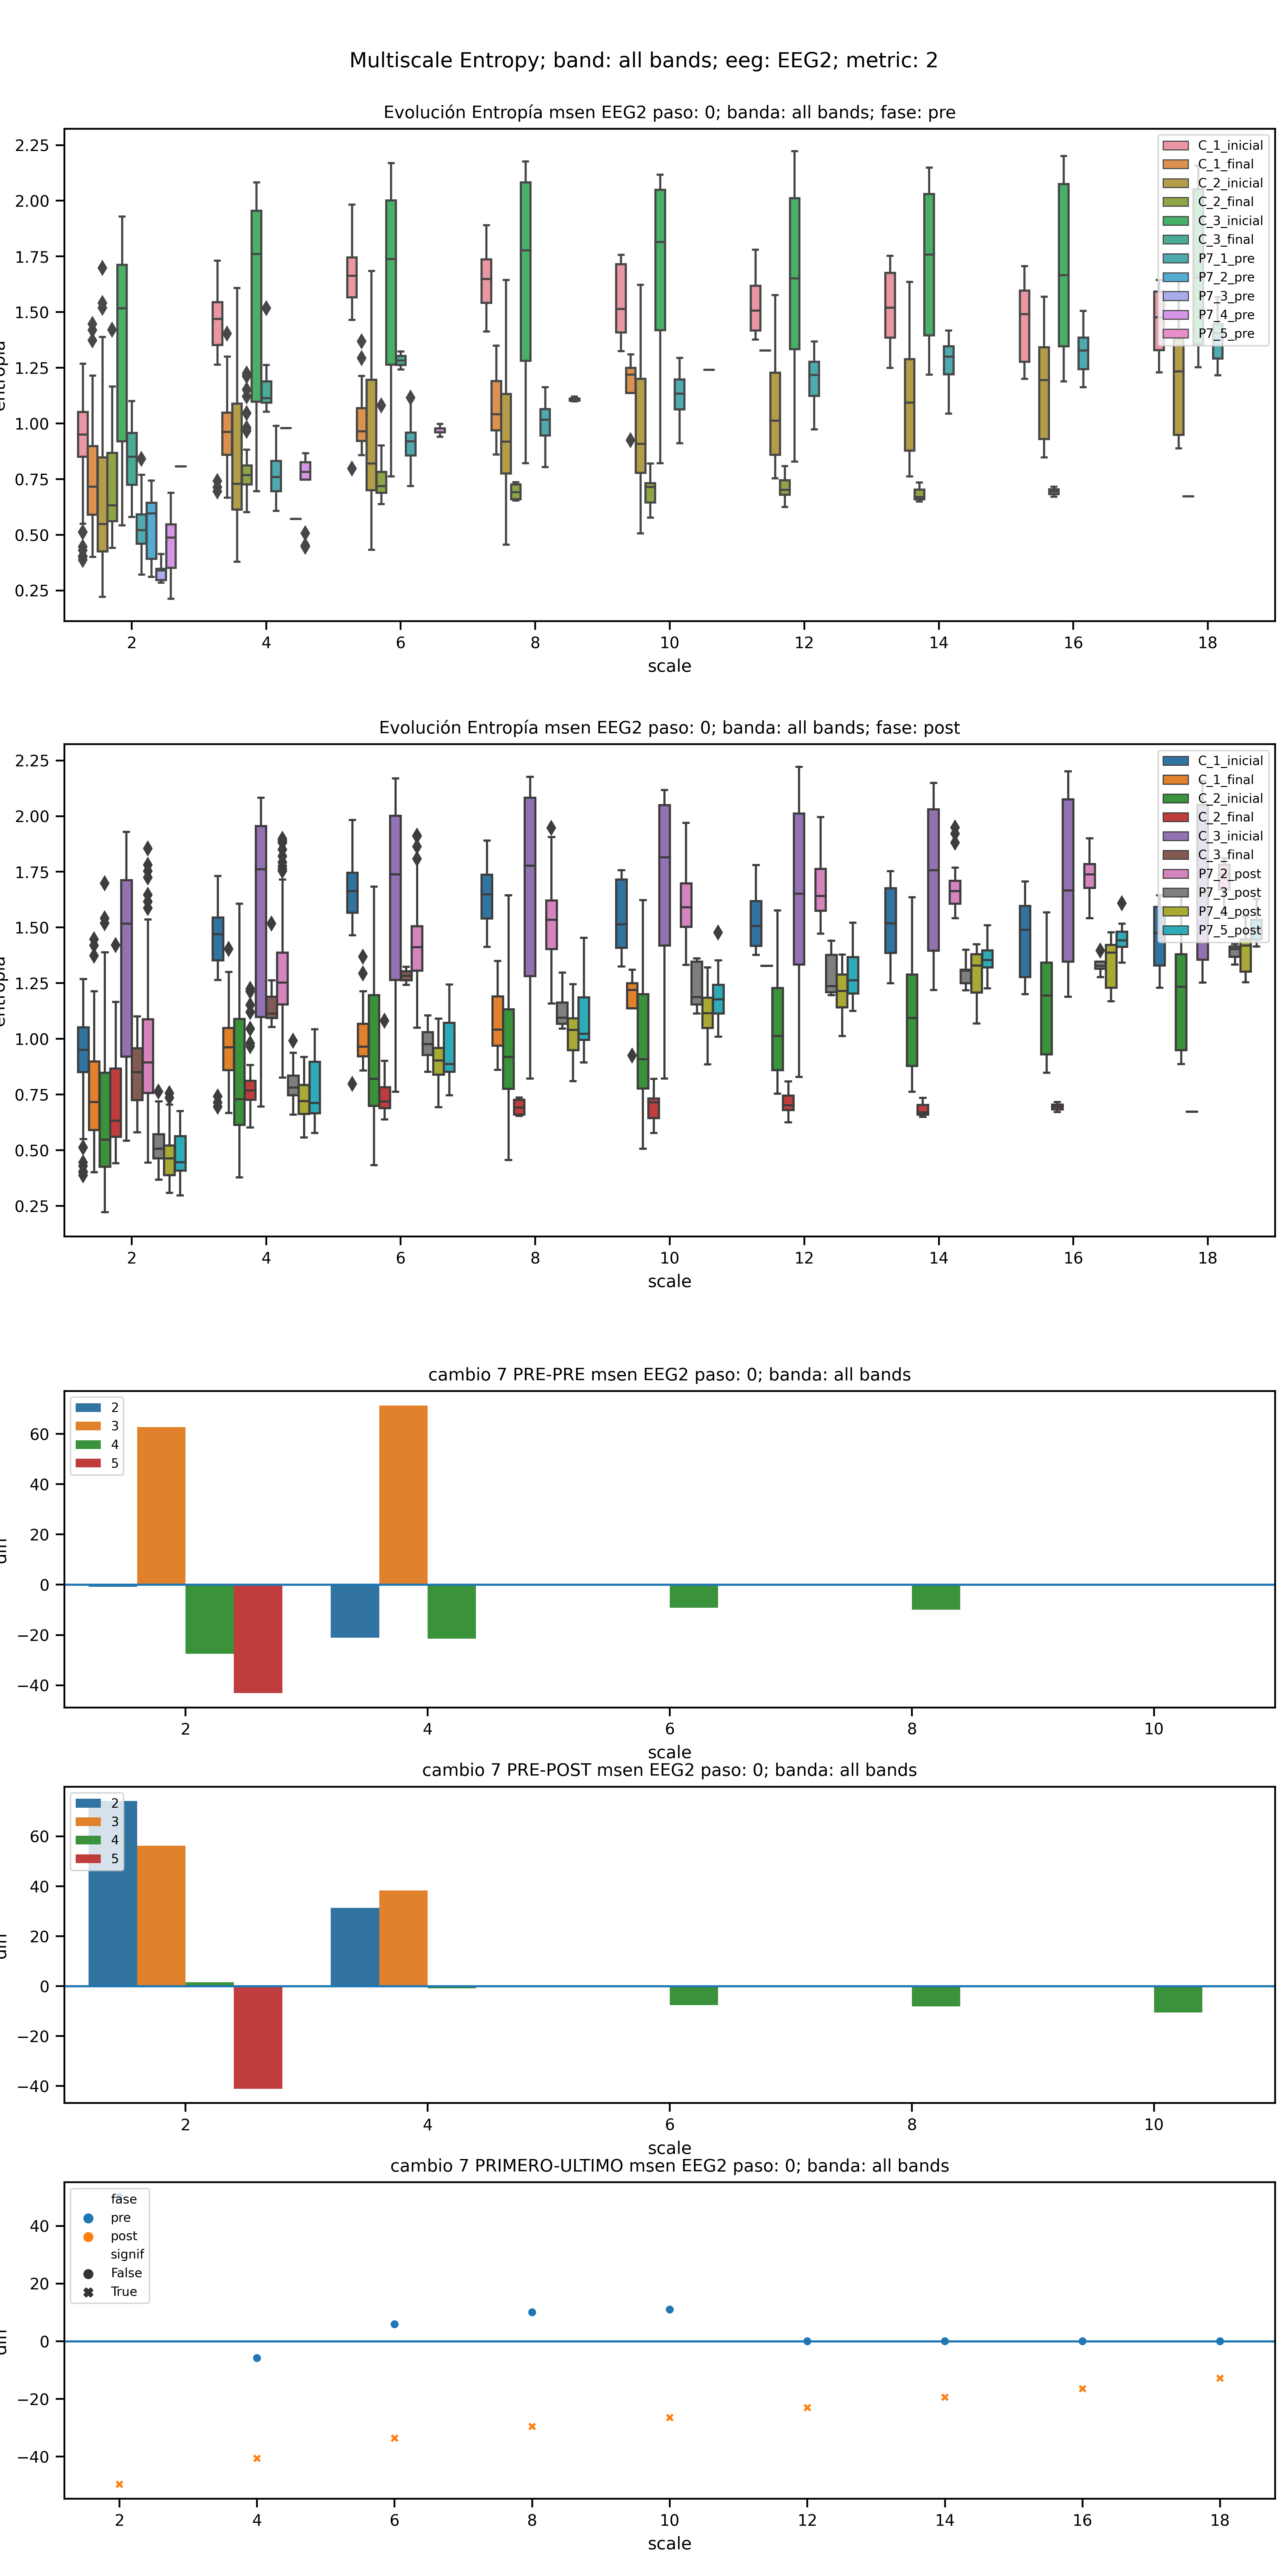 Multiscale Entropy; band: all bands; eeg: EEG2; metric: 2
Evolución Entropía msen EEG2 paso: 0; banda: all bands; fase: pre
2.25
2.00
1.75
1.50
1.25
1.00
0.75
0.50
0.25
C_1_inicial
C_1_final
C_2_inicial
C_2_final
C_3_inicial
C_3_final
P7_1_pre
P7_2_pre
P7_3_pre
P7_4_pre
P7_5_pre
2 4 6 8 10 12 14 16 18
scale
Evolución Entropía msen EEG2 paso: 0; banda: all bands; fase: post
2.25
2.00
1.75
1.50
1.25
1.00
0.75
0.50
0.25
C_1_inicial
C_1_final
C_2_inicial
C_2_final
C_3_inicial
C_3_final
P7_2_post
P7_3_post
P7_4_post
P7_5_post
2 4 6 8 10 12 14 16 18
scale
cambio 7 PRE-PRE msen EEG2 paso: 0; banda: all bands
60
40
20
0
−20
−40
2
3
4
5
2 4 6 8 10
scale
cambio 7 PRE-POST msen EEG2 paso: 0; banda: all bands
60
40
20
0
−20
−40
2
3
4
5
2 4 6 8 10
scale
cambio 7 PRIMERO-ULTIMO msen EEG2 paso: 0; banda: all bands
40
20
0
−20
−40
fase
pre
post
signif
False
True
2 4 6 8 10 12 14 16 18
scale